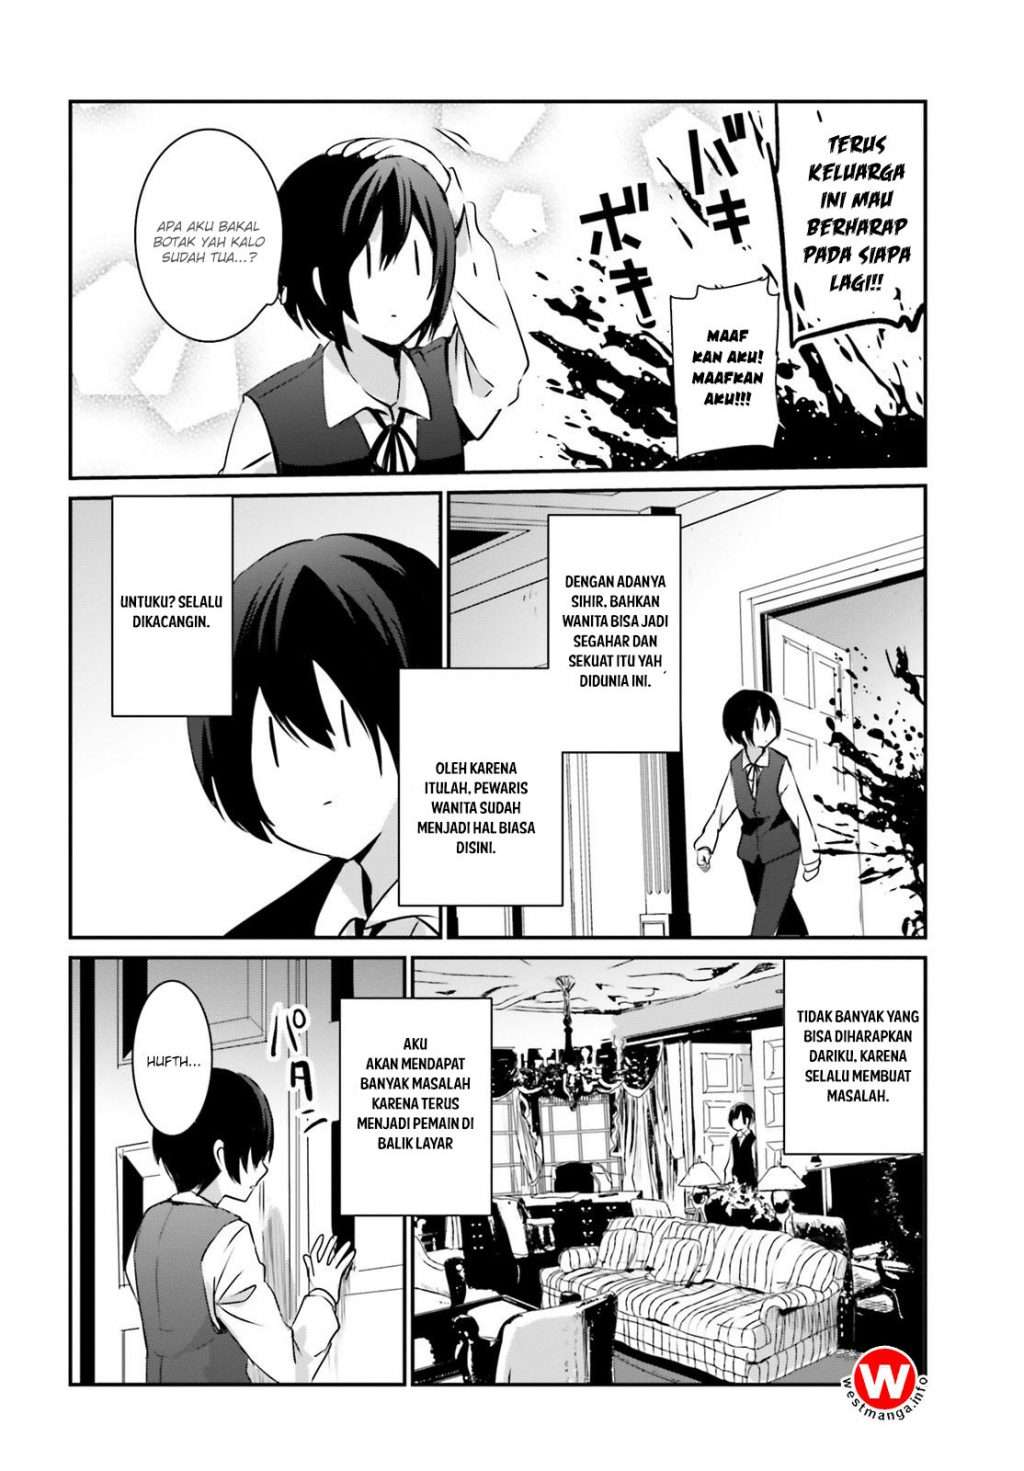 TERUS
KELUARGA
INI MAU
BERHARAP
PADA SIAPA
LAGI!!
バキ
ボキ
MAAF
KAN AKU!
MAAFKAN
AKU!!!
APA AKU BAKAL
BOTAK YAH KALO
SUDAH TUA...?
DENGAN ADANYA
SIHIR, BAHKAN
WANITA BISA JADI
SEGAHAR DAN
SEKUAT ITU YAH
DIDUNIA INI.
OLEH KARENA
ITULAH, PEWARIS
WANITA SUDAH
MENJADI HAL BIASA
DISINI.
UNTUKU? SELALU
DIKACANGIN.
TIDAK BANYAK YANG
BISA DIHARAPKAN
DARIKU, KARENA
SELALU MEMBUAT
MASALAH.
AKU
AKAN MENDAPAT
BANYAK MASALAH
KARENA TERUS
MENJADI PEMAIN DI
BALIK LAYAR
パタン
HUFTH...
W
westmanga.info